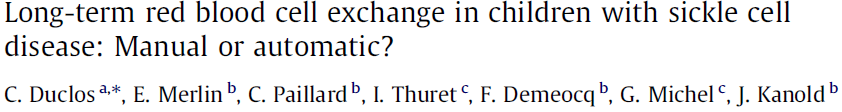 Long-term red blood cell exchange in children with sickle cell
disease: Manual or automatic?
C. Duclos a,*, E. Merlin b, C. Paillard b, I. Thuret c, F. Demeocq b, G. Michel c, J. Kanold b